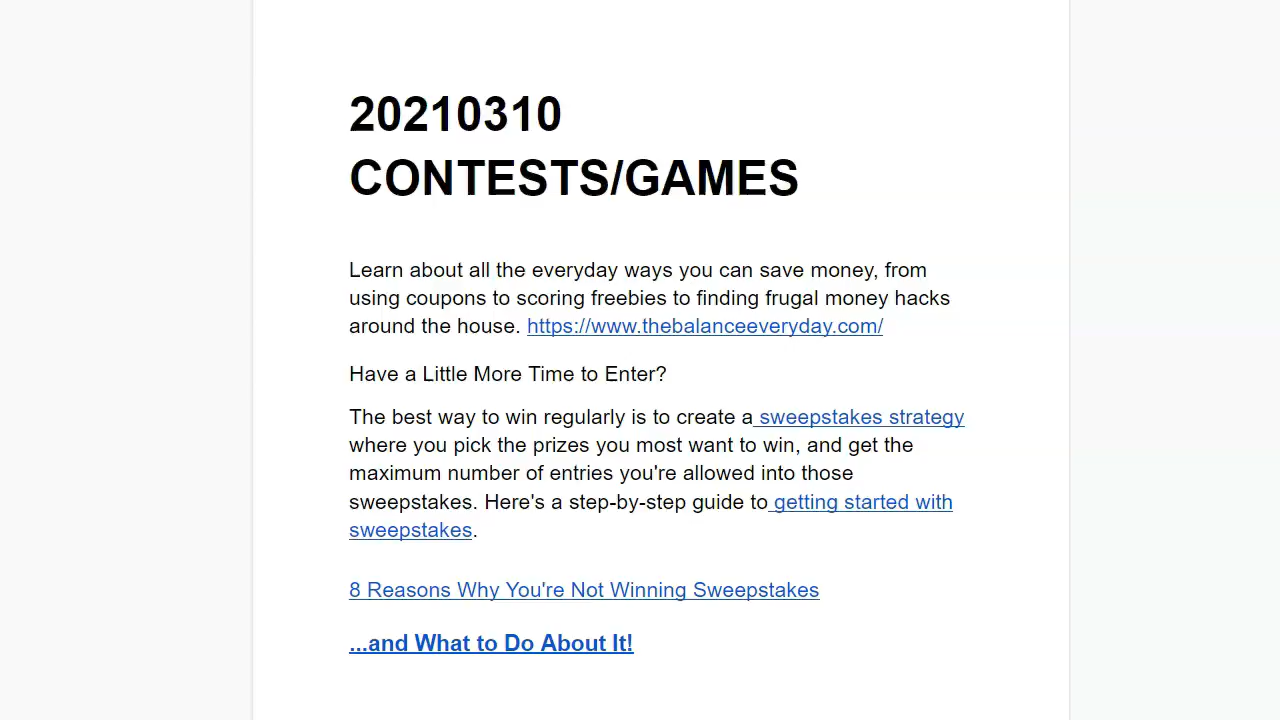 20210310
CONTESTS/GAMES
Learn about all the everyday ways you can save money, from
using coupons to scoring freebies to finding frugal money hacks
around the house. https://www.thebalanceeveryday.com/
Have a Little More Time to Enter?
The best way to win regularly is to create a sweepstakes strategy
where you pick the prizes you most want to win, and get the
maximum number of entries you're allowed into those
sweepstakes. Here's a step-by-step guide to getting started with
sweepstakes.
8 Reasons Why You're Not Winning Sweepstakes
...and What to Do About It!